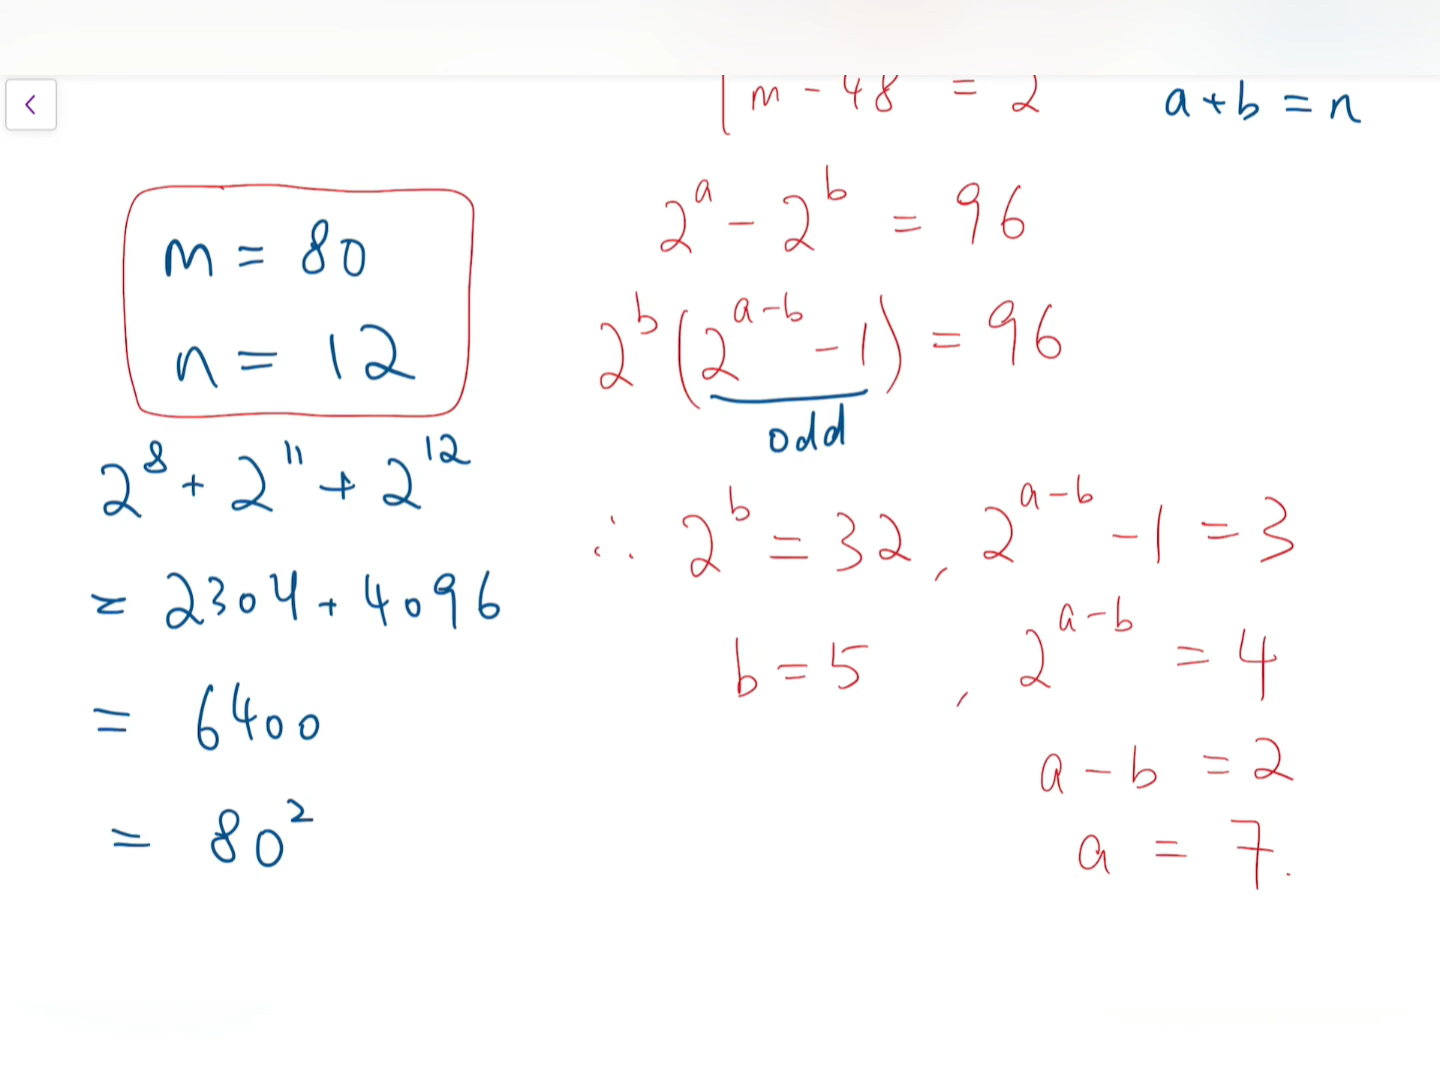 m - 48 = 2
a + b = n
m = 80
n = 12
2^8 + 2^11 + 2^12
= 2304 + 4096
= 6400
= 80^2
2^a - 2^b = 96
2^b (2^(a-b) - 1) = 96
odd
∴ 2^b = 32, 2^(a-b) - 1 = 3
b = 5, 2^(a-b) = 4
a - b = 2
a = 7.